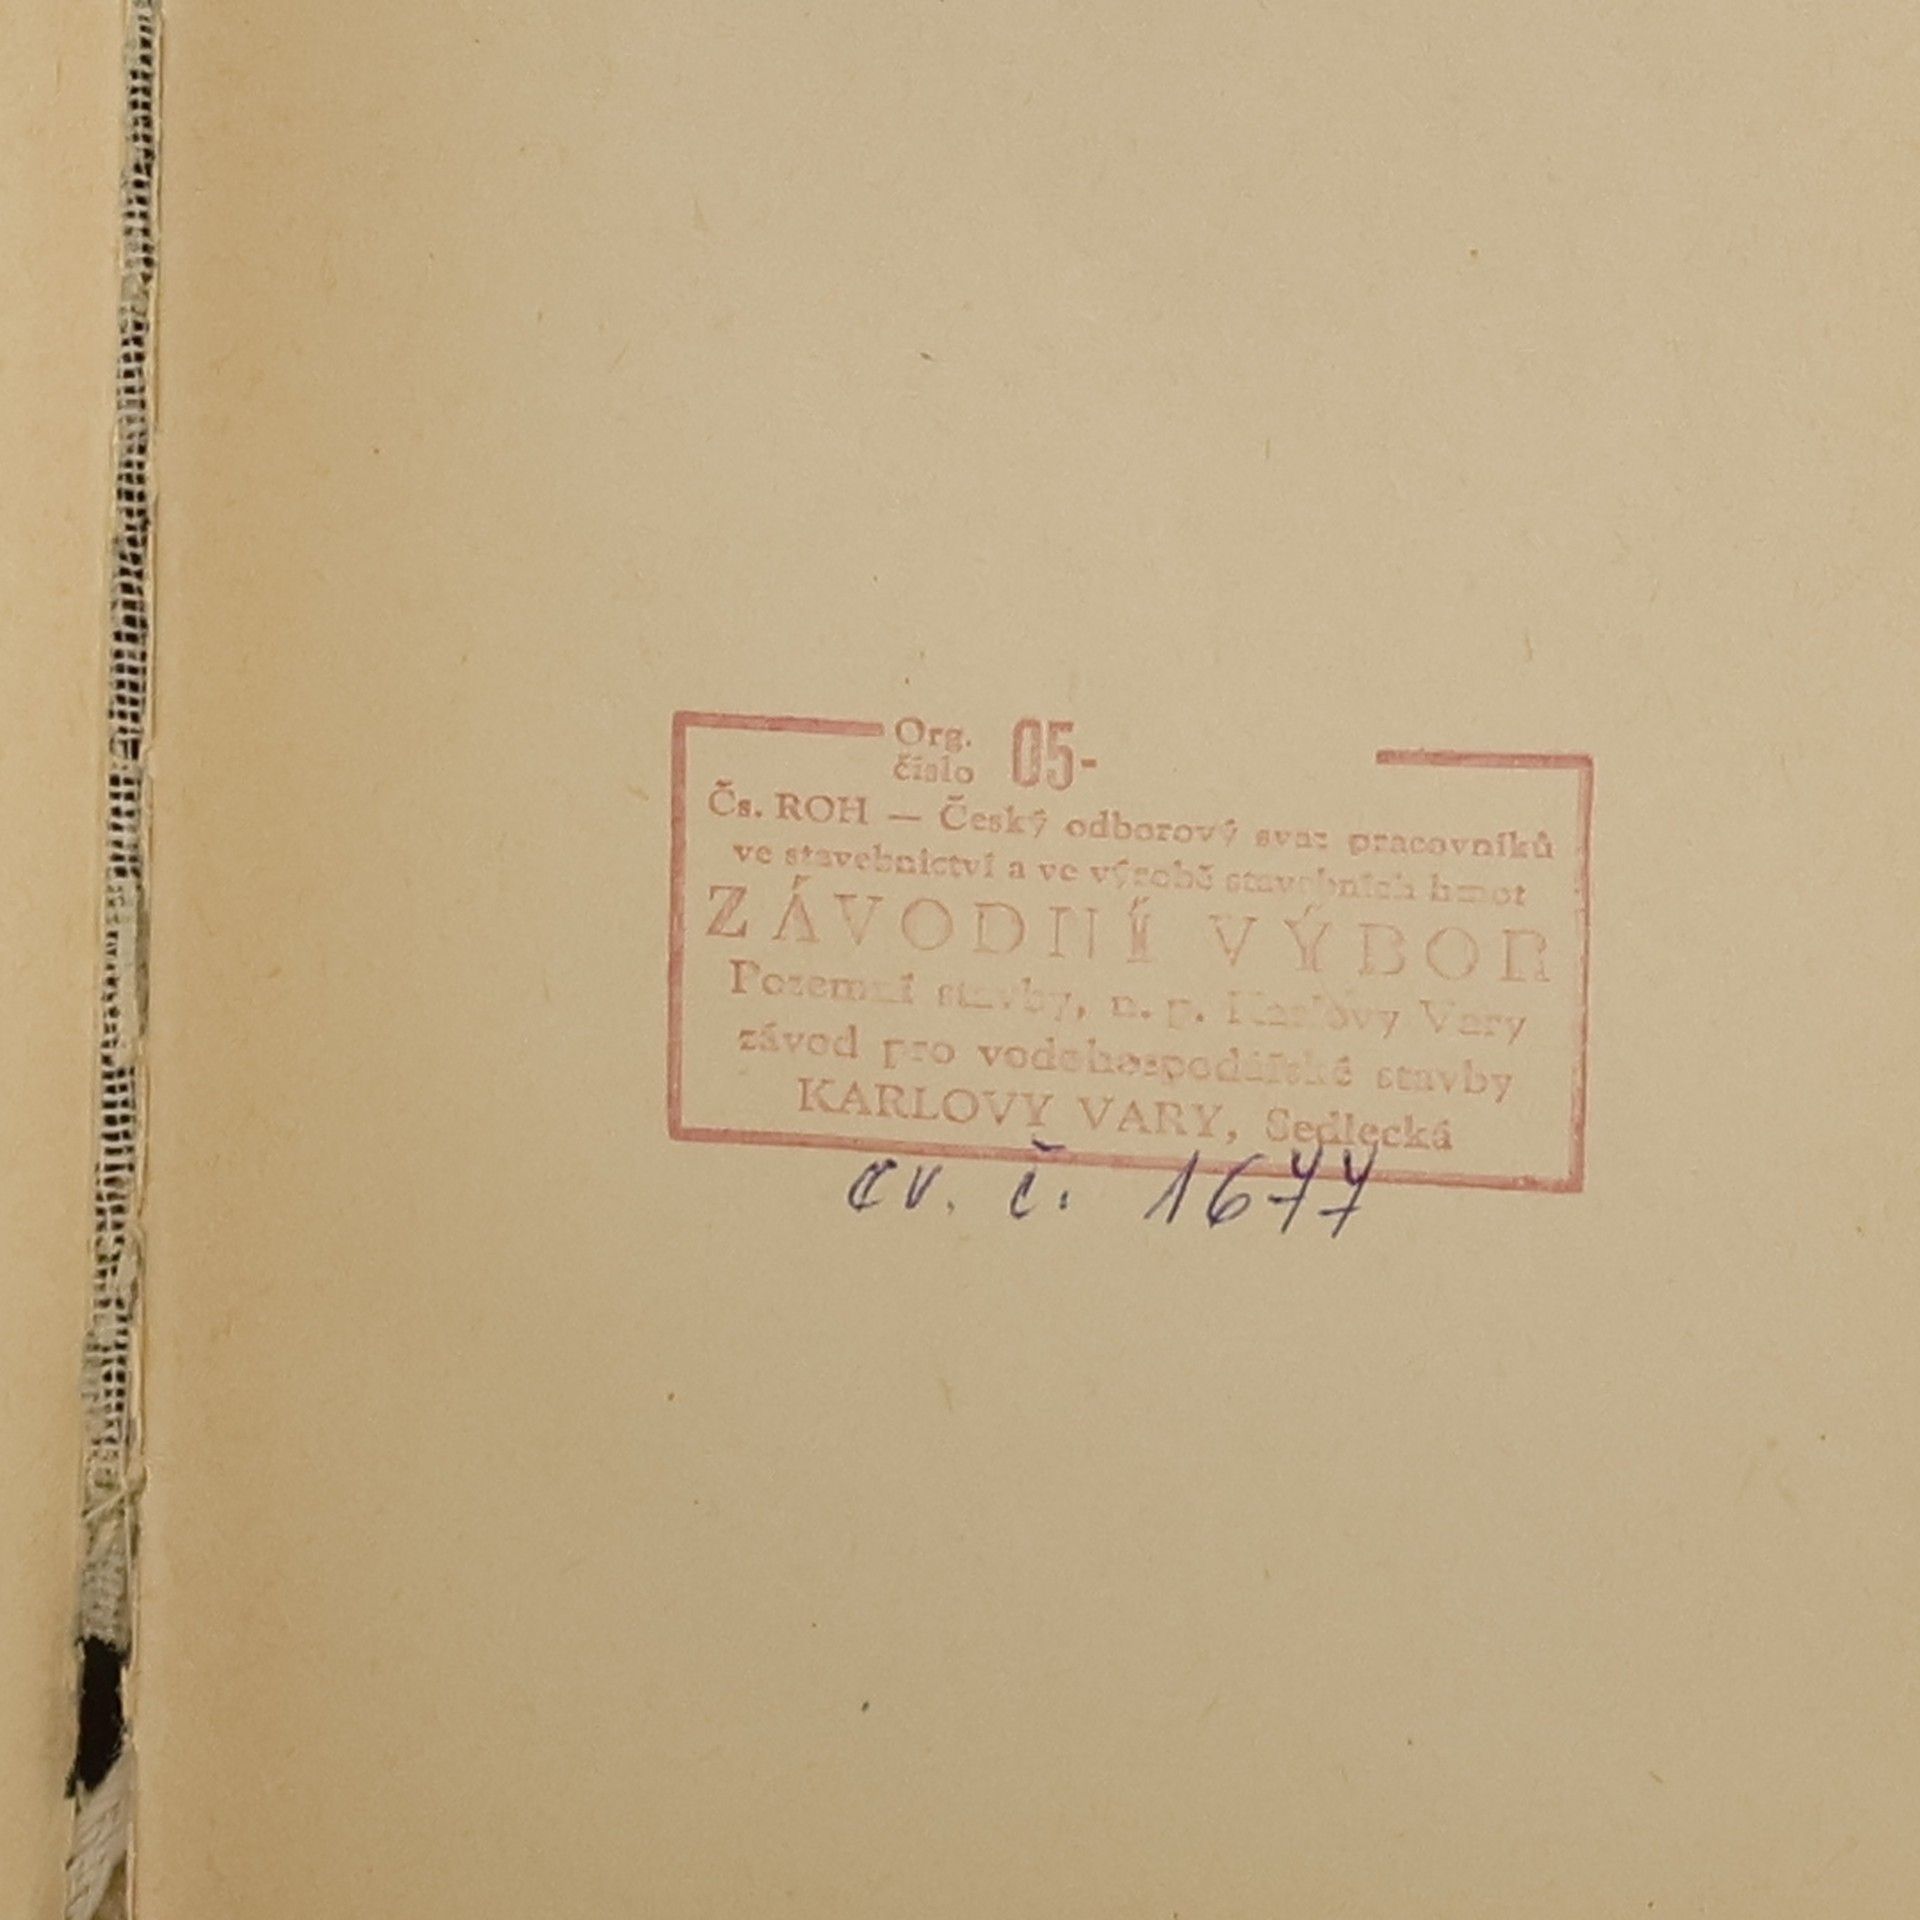 Org. číslo 05-
Čs. ROH — Český odborový svaz pracovníků
ve stavebnictví a ve výrobě stavebních hmot
ZÁVODNÍ VÝBOR
Pozemní stavby, n. p. Karlovy Vary
závod pro vodohospodářské stavby
KARLOVY VARY, Sedlecká
ev. č. 1677